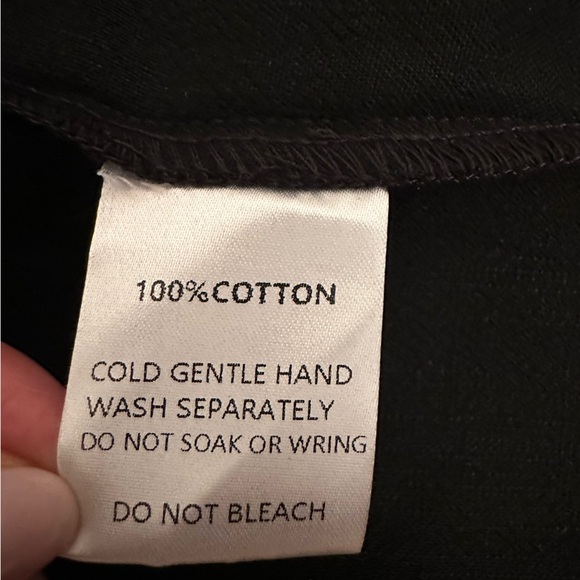 100%COTTON
COLD GENTLE HAND
WASH SEPARATELY
DO NOT SOAK OR WRING
DO NOT BLEACH